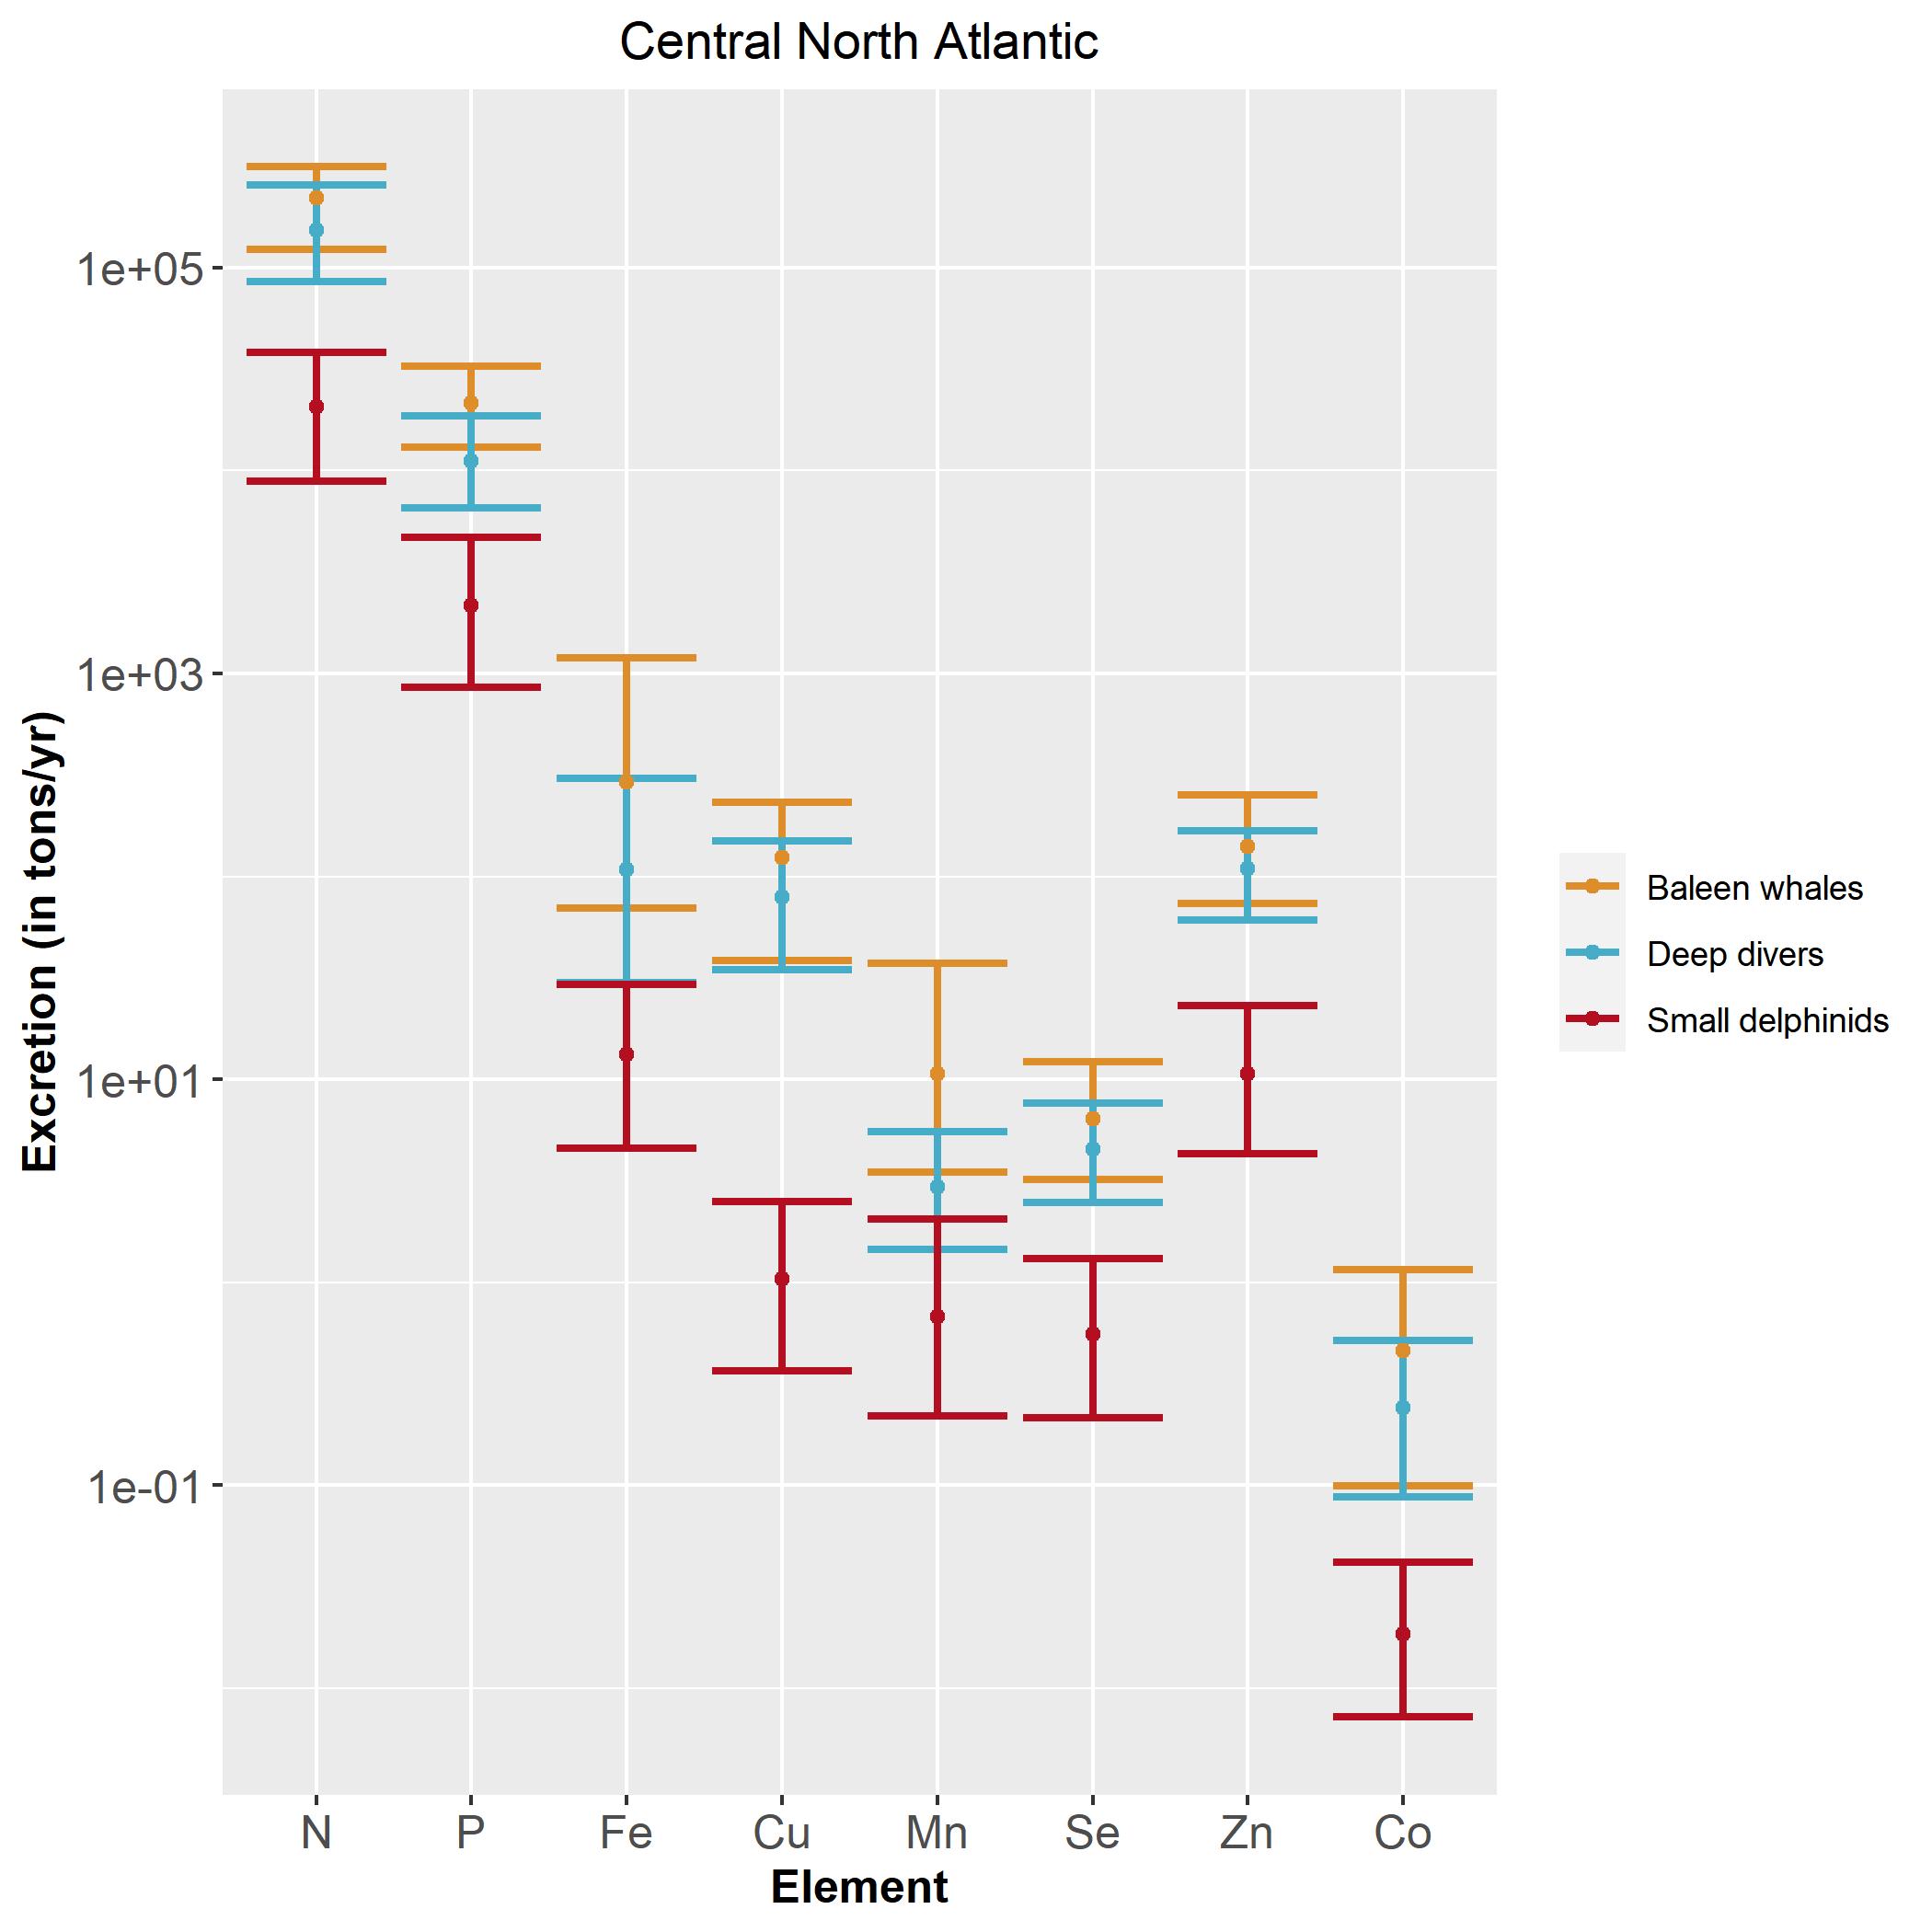 Central North Atlantic
1e+05
1e+03
1e+01
1e-01
Excretion (in tons/yr)
N P Fe Cu Mn Se Zn Co
Element
Baleen whales
Deep divers
Small delphinids